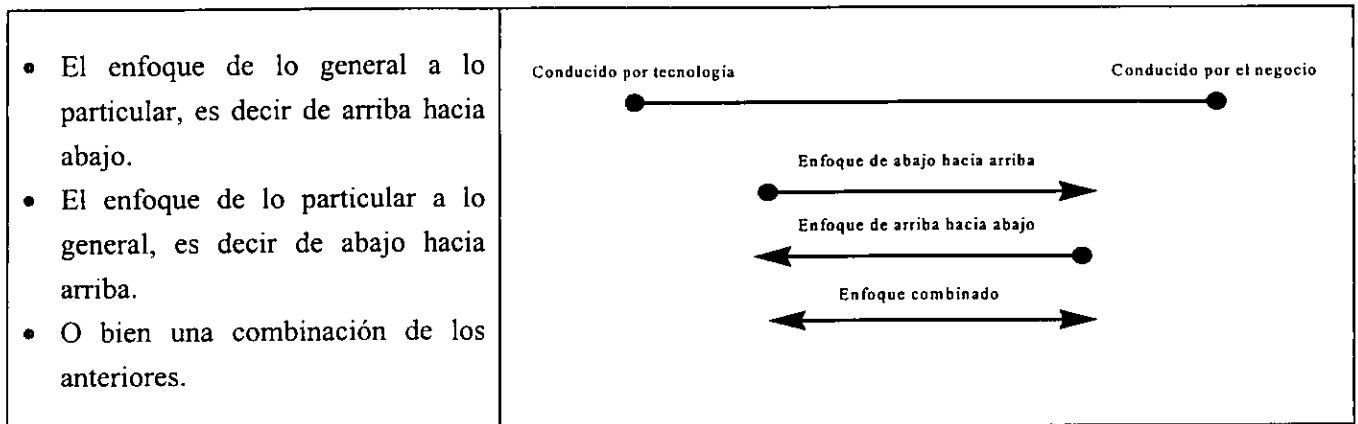 • El enfoque de lo general a lo
particular, es decir de arriba hacia
abajo.
• El enfoque de lo particular a lo
general, es decir de abajo hacia
arriba.
• O bien una combinación de los
anteriores.
Conducido por tecnología
Conducido por el negocio
Enfoque de abajo hacia arriba
Enfoque de arriba hacia abajo
Enfoque combinado